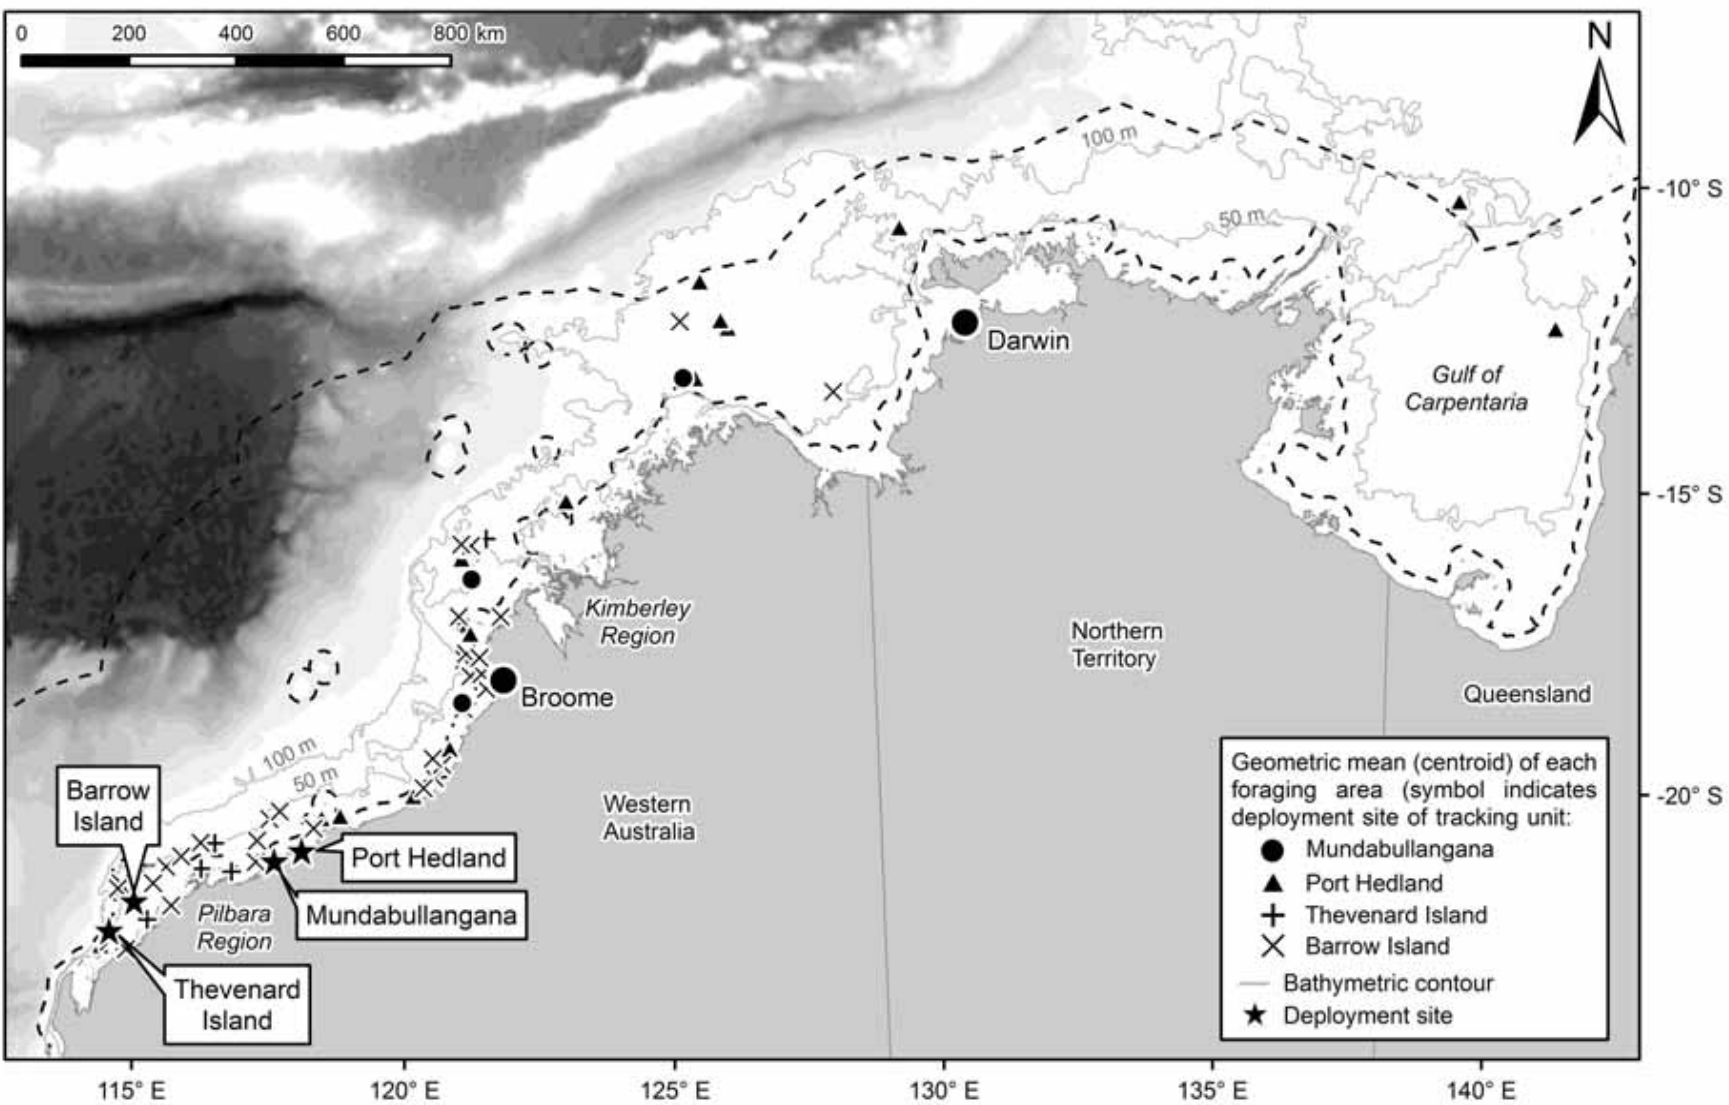 0 200 400 600 800 km
N
100 m
-10° S
50 m
Darwin
Gulf of
Carpentaria
-15° S
Kimberley
Region
Northern
Territory
Broome
Queensland
100 m
50 m
Barrow
Island
Western
Australia
-20° S
Port Hedland
Mundabullangana
Pilbara
Region
Thevenard
Island
Geometric mean (centroid) of each
foraging area (symbol indicates
deployment site of tracking unit:
Mundabullangana
Port Hedland
Thevenard Island
Barrow Island
Bathymetric contour
Deployment site
115° E 120° E 125° E 130° E 135° E 140° E